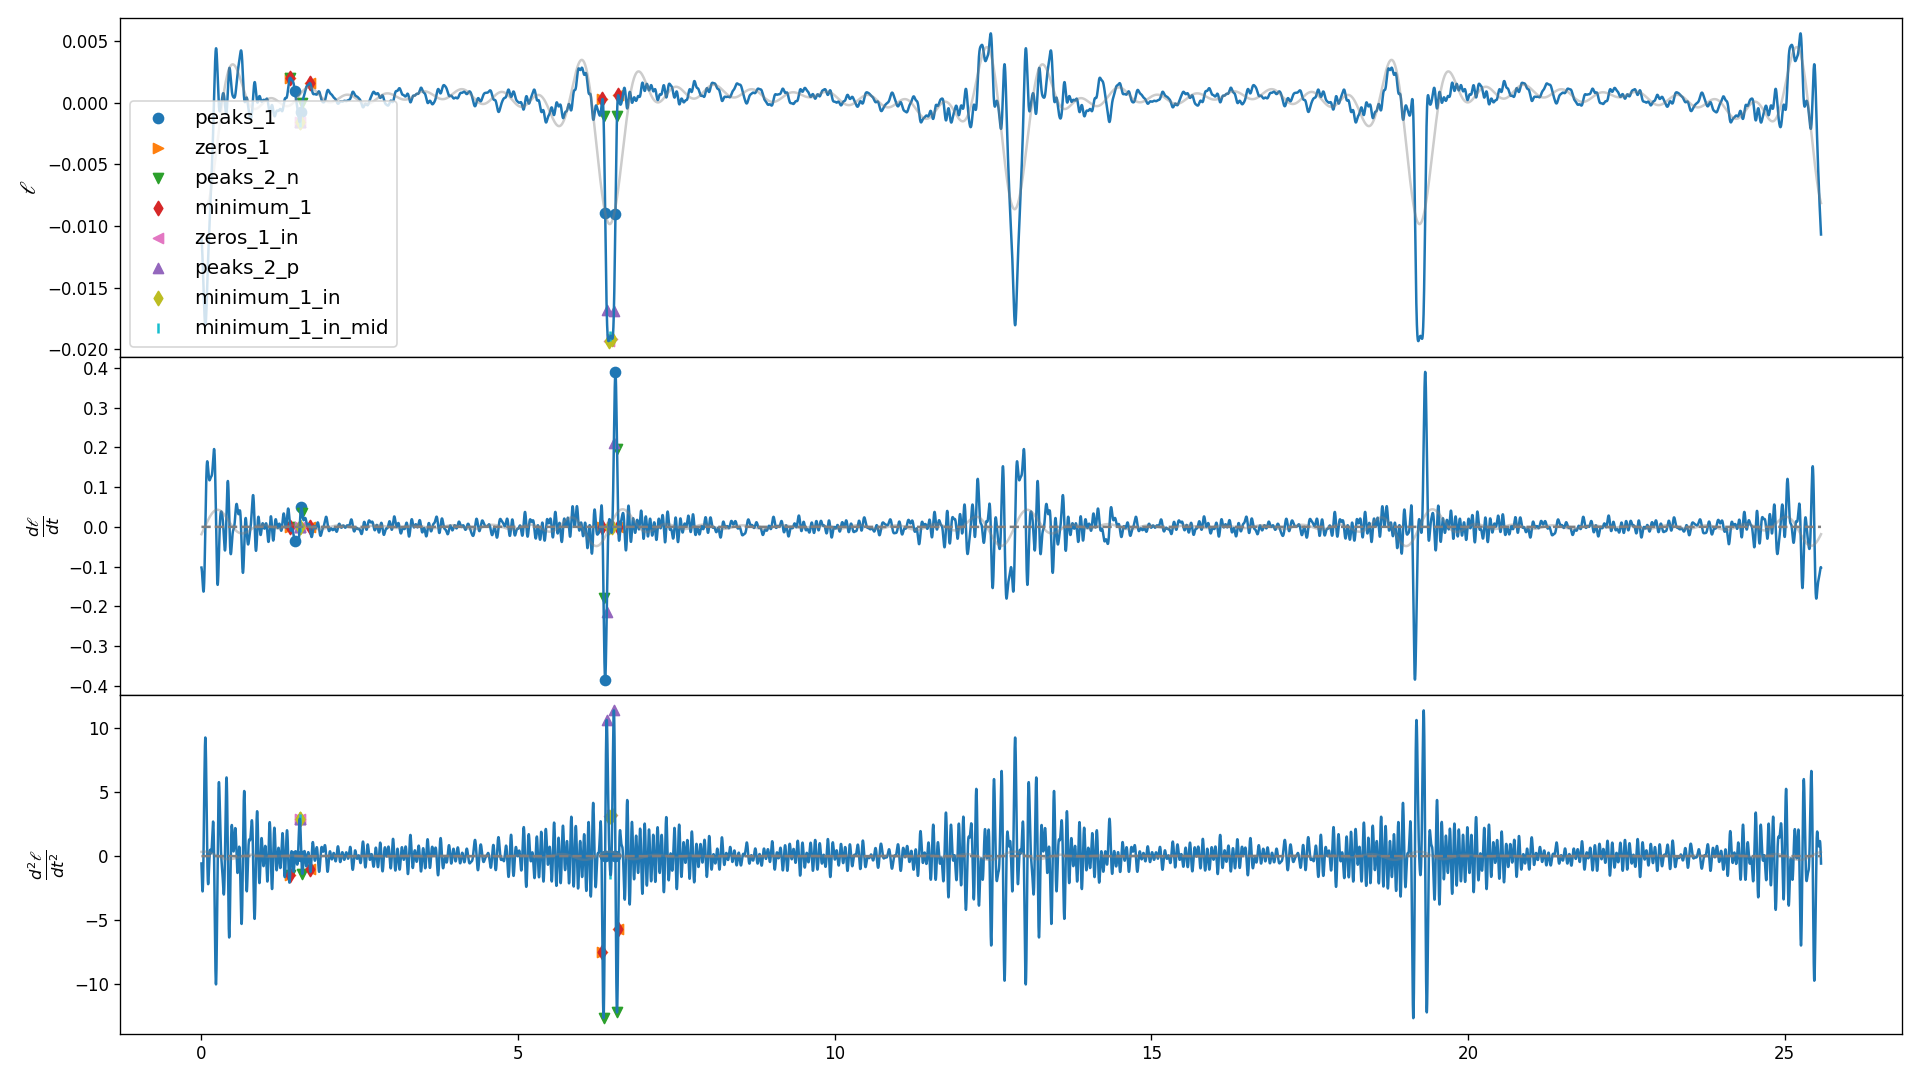 0.005
0.000
−0.005
−0.010
−0.015
−0.020
ℓ
peaks_1
zeros_1
peaks_2_n
minimum_1
zeros_1_in
peaks_2_p
minimum_1_in
minimum_1_in_mid
0.4
0.3
0.2
0.1
0.0
−0.1
−0.2
−0.3
−0.4
dℓ/dt
10
5
0
−5
−10
d²ℓ/dt²
0 5 10 15 20 25